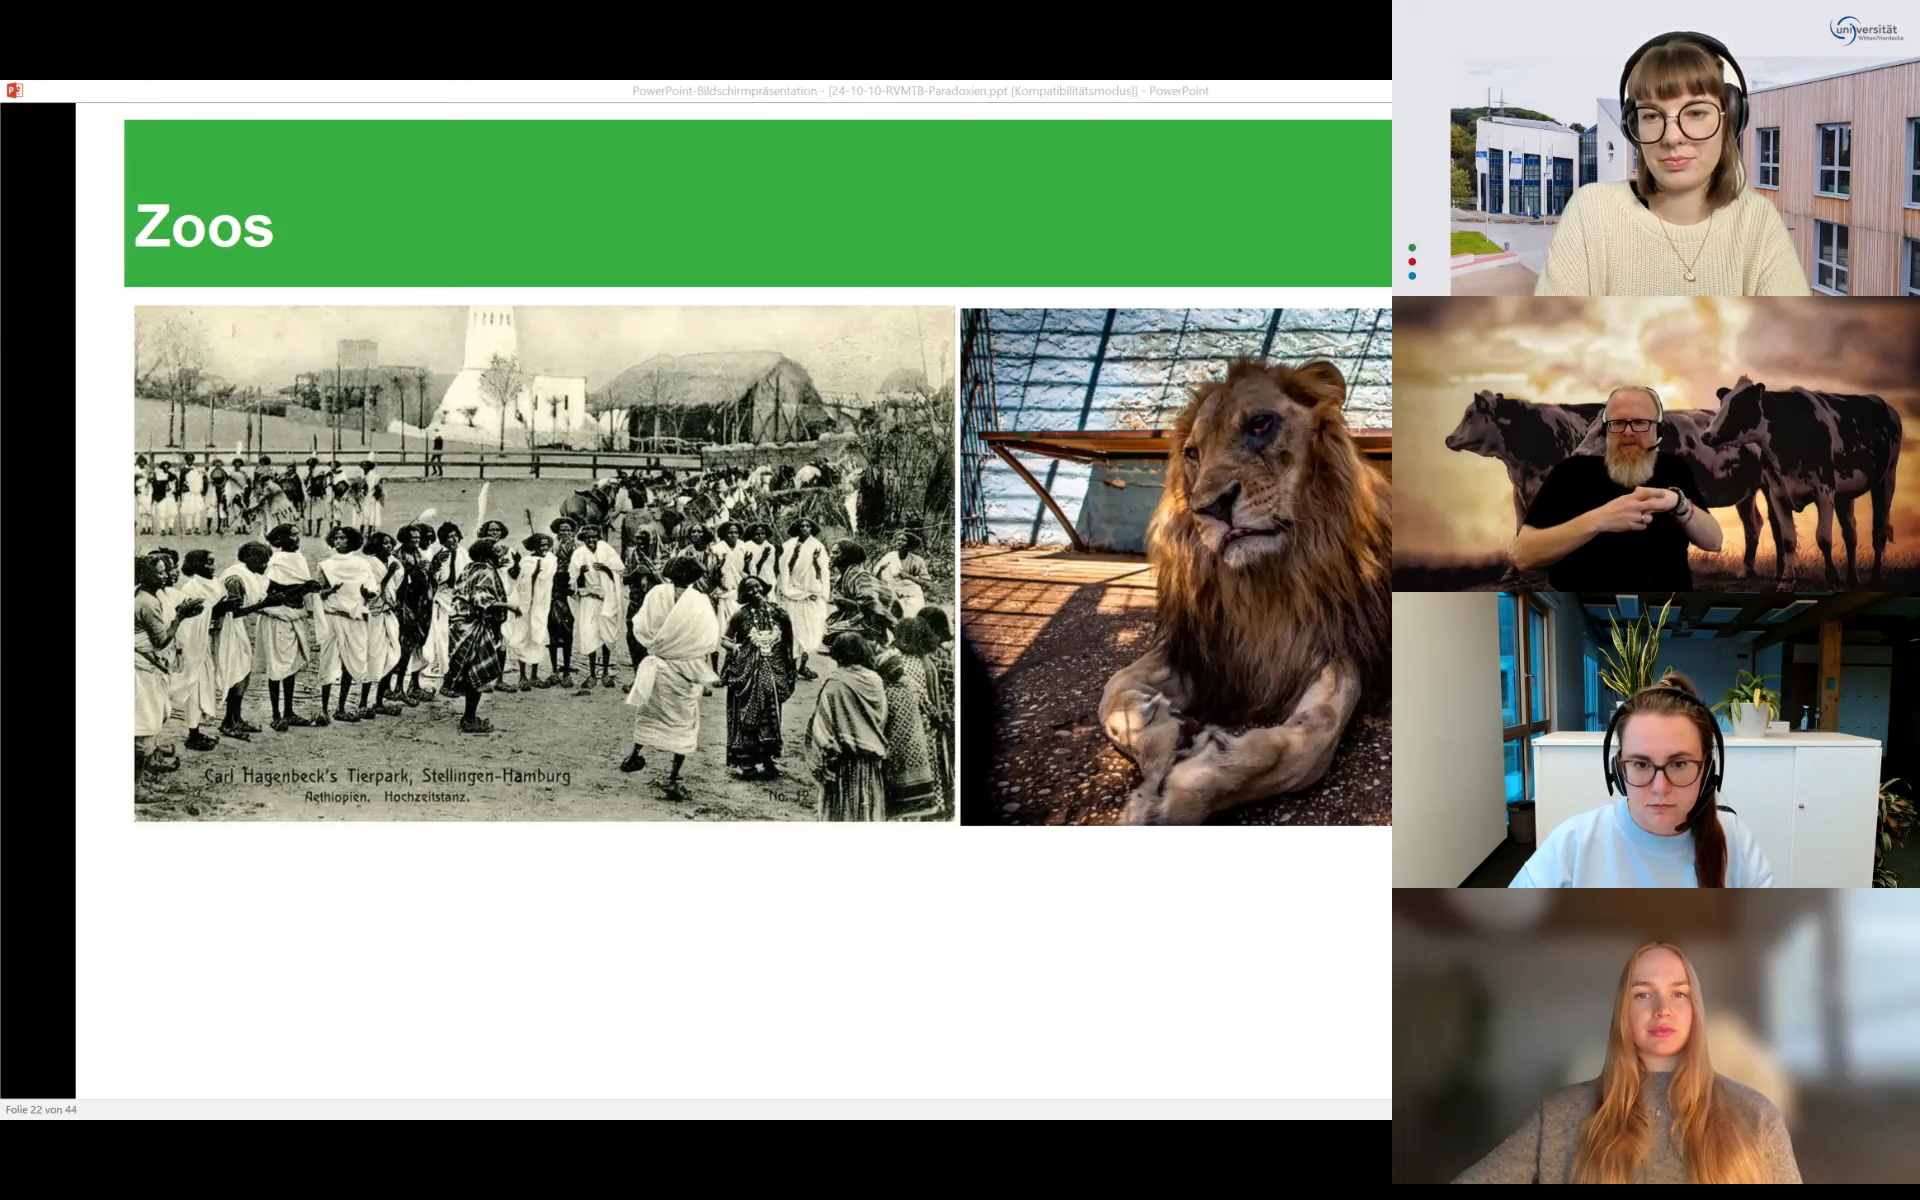 PowerPoint-Bildschirmpräsentation - [24-10-10-RVMTB-Paradoxien.ppt [Kompatibilitätsmodus]] - PowerPoint
universität
Witten/Herdecke
Zoos
Carl Hagenbeck's Tierpark, Stellingen-Hamburg
Aethiopien. Hochzeitstanz.
No. 12
Folie 22 von 44